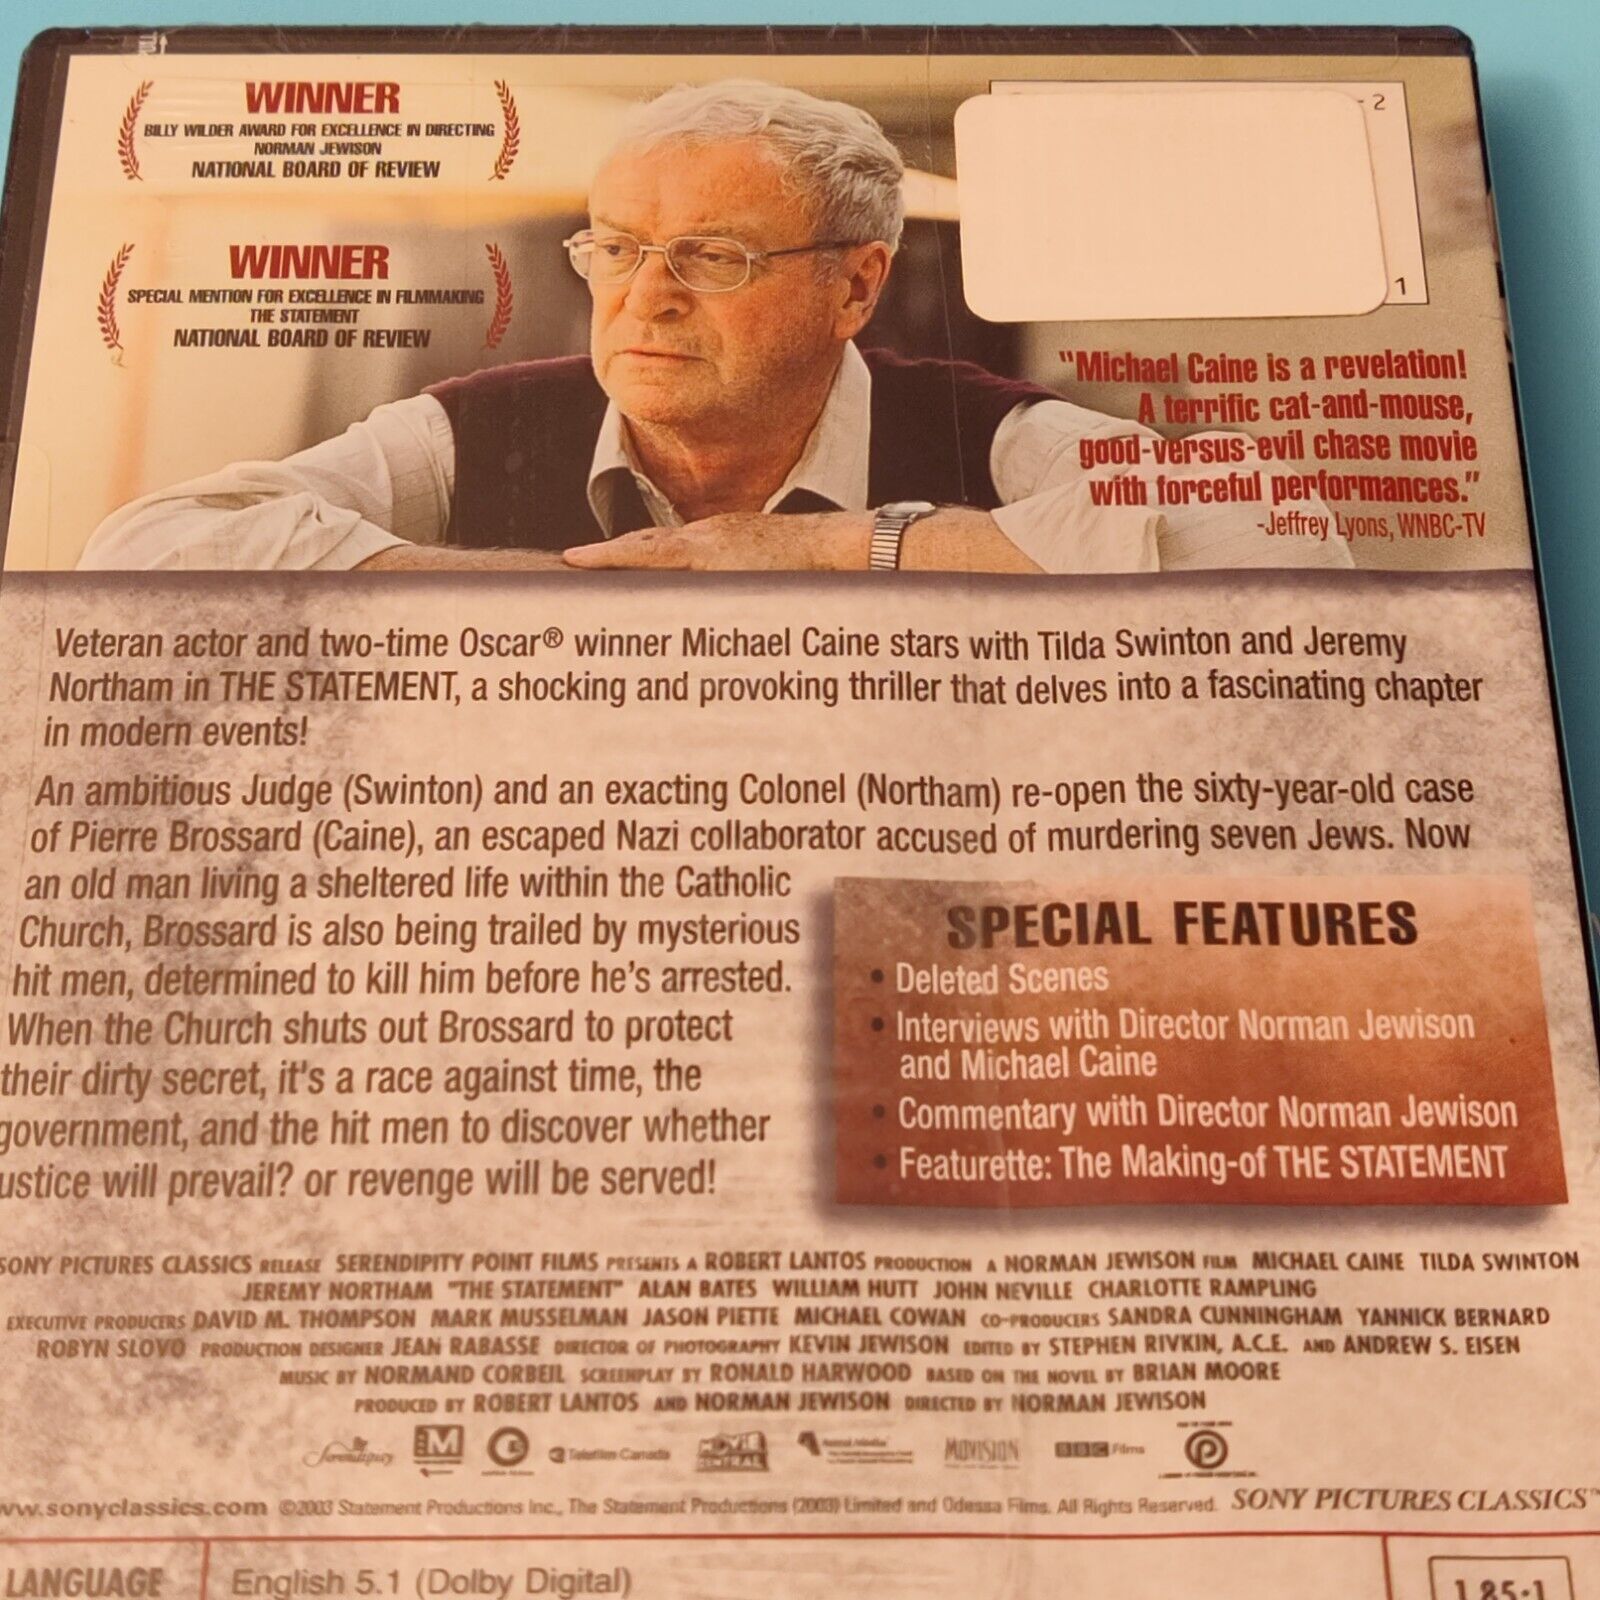 WINNER
BILLY WILDER AWARD FOR EXCELLENCE IN DIRECTING
NORMAN JEWISON
NATIONAL BOARD OF REVIEW
WINNER
SPECIAL MENTION FOR EXCELLENCE IN FILMMAKING
THE STATEMENT
NATIONAL BOARD OF REVIEW
- 2
1
"Michael Caine is a revelation!
A terrific cat-and-mouse,
good-versus-evil chase movie
with forceful performances."
-Jeffrey Lyons, WNBC-TV
Veteran actor and two-time Oscar® winner Michael Caine stars with Tilda Swinton and Jeremy
Northam in THE STATEMENT, a shocking and provoking thriller that delves into a fascinating chapter
in modern events!
An ambitious Judge (Swinton) and an exacting Colonel (Northam) re-open the sixty-year-old case
of Pierre Brossard (Caine), an escaped Nazi collaborator accused of murdering seven Jews. Now
an old man living a sheltered life within the Catholic
Church, Brossard is also being trailed by mysterious
hit men, determined to kill him before he's arrested.
When the Church shuts out Brossard to protect
their dirty secret, it's a race against time, the
government, and the hit men to discover whether
ustice will prevail? or revenge will be served!
SPECIAL FEATURES
• Deleted Scenes
• Interviews with Director Norman Jewison
and Michael Caine
• Commentary with Director Norman Jewison
• Featurette: The Making-of THE STATEMENT
SONY PICTURES CLASSICS RELEASE SERENDIPITY POINT FILMS PRESENTS A ROBERT LANTOS PRODUCTION A NORMAN JEWISON FILM MICHAEL CAINE TILDA SWINTON
JEREMY NORTHAM "THE STATEMENT" ALAN BATES WILLIAM HUTT JOHN NEVILLE CHARLOTTE RAMPLING
EXECUTIVE PRODUCERS DAVID M. THOMPSON MARK MUSSELMAN JASON PIETTE MICHAEL COWAN CO-PRODUCERS SANDRA CUNNINGHAM YANNICK BERNARD
ROBYN SLOVO PRODUCTION DESIGNER JEAN RABASSE DIRECTOR OF PHOTOGRAPHY KEVIN JEWISON EDITED BY STEPHEN RIVKIN, A.C.E. AND ANDREW S. EISEN
MUSIC BY NORMAND CORBEIL SCREENPLAY BY RONALD HARWOOD BASED ON THE NOVEL BY BRIAN MOORE
PRODUCED BY ROBERT LANTOS AND NORMAN JEWISON DIRECTED BY NORMAN JEWISON
Serendipity M Telefilm Canada MOVIE CENTRAL MOVISION BBC Films
ww.sonyclassics.com ©2003 Statement Productions Inc., The Statement Productions (2003) Limited and Odessa Films. All Rights Reserved. SONY PICTURES CLASSICS™
LANGUAGE English 5.1 (Dolby Digital)
1.85:1